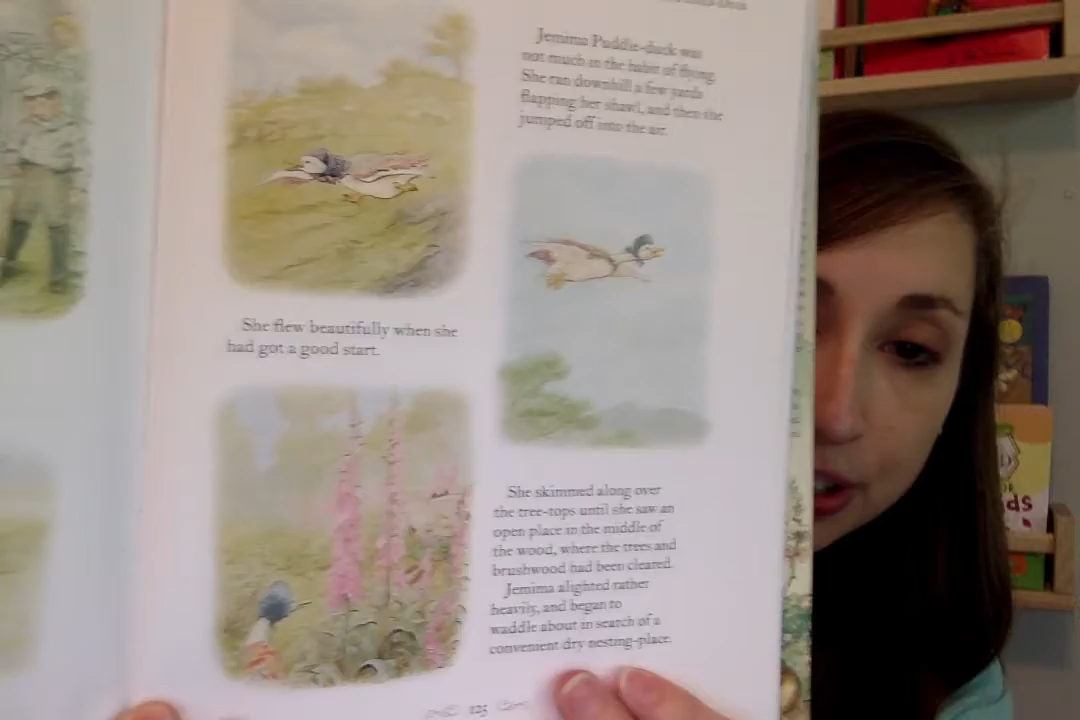 Jemima Puddle-duck was
not much in the habit of flying.
She ran downhill a few yards
flapping her shawl, and then she
jumped off into the air.
She flew beautifully when she
had got a good start.
She skimmed along over
the tree-tops until she saw an
open place in the middle of
the wood, where the trees and
brushwood had been cleared.
Jemima alighted rather
heavily, and began to
waddle about in search of a
convenient dry nesting-place.
125
ds